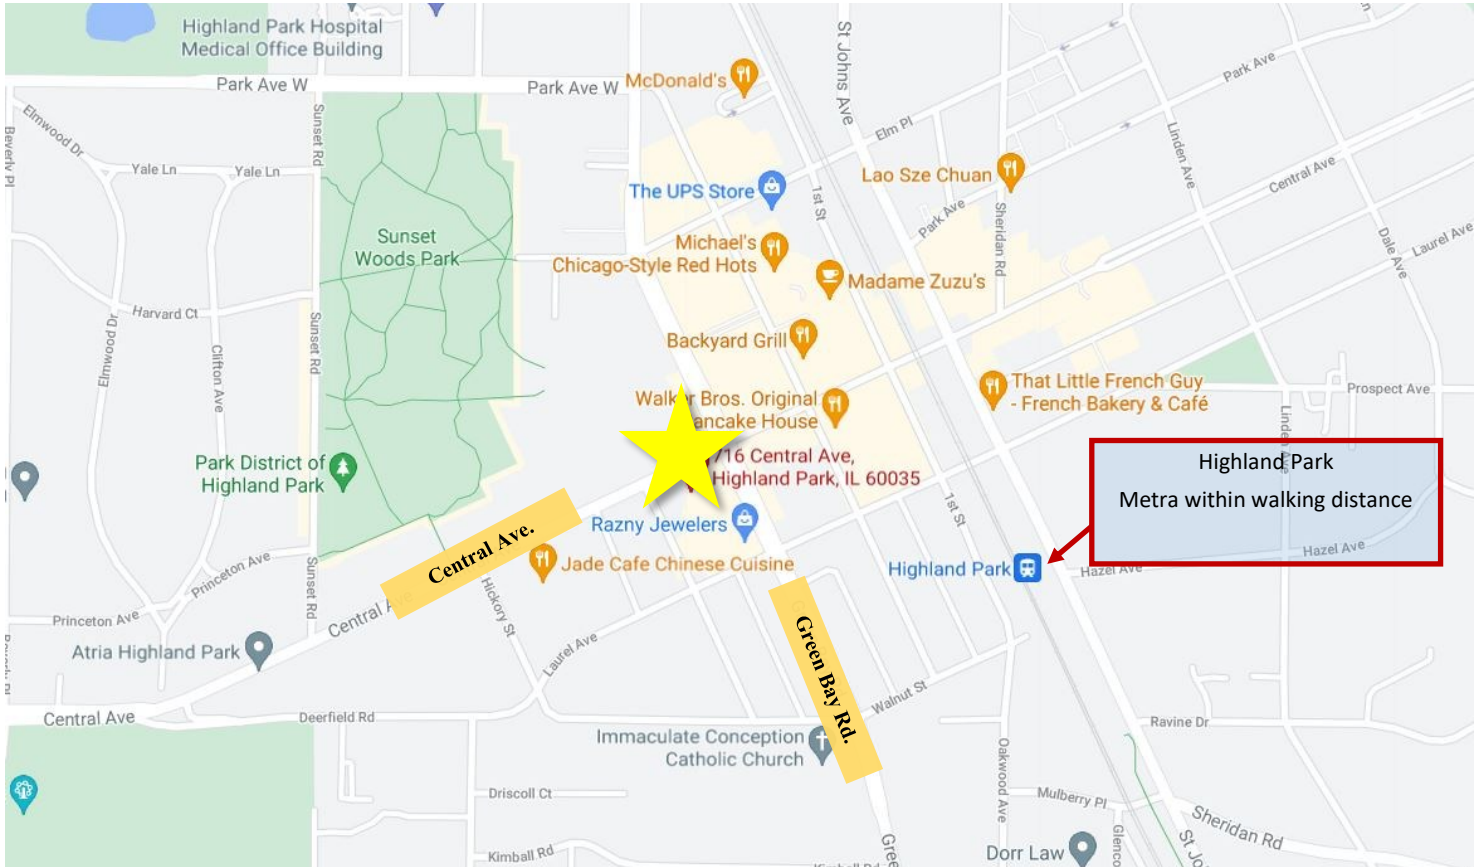 Highland Park Hospital
Medical Office Building
Park Ave W
Park Ave W
McDonald's
St Johns Ave
Park Ave
Elm Pl
Linden Ave
Central Ave
Elmwood Dr
Beverly Pl
Sunset Rd
Yale Ln
Yale Ln
The UPS Store
1st St
Lao Sze Chuan
Park Ave
Sheridan Rd
Dale Ave
Laurel Ave
Sunset
Woods Park
Michael's
Chicago-Style Red Hots
Madame Zuzu's
Harvard Ct
Elmwood Dr
Clifton Ave
Sunset Rd
Backyard Grill
Walker Bros. Original
ancake House
That Little French Guy
- French Bakery & Café
Prospect Ave
Linden Ave
716 Central Ave,
Highland Park, IL 60035
Park District of
Highland Park
Highland Park
Metra within walking distance
1st St
Razny Jewelers
Central Ave.
Jade Cafe Chinese Cuisine
Highland Park
Hazel Ave
Hazel Ave
Princeton Ave
Princeton Ave
Sunset Rd
Central A
Hickory St
Laurel Ave
Green Bay Rd.
Atria Highland Park
Walnut St
Central Ave
Deerfield Rd
Ravine Dr
Immaculate Conception
Catholic Church
Oakwood Ave
Driscoll Ct
Mulberry Pl
Sheridan Rd
Glenco
St Jo
Kimball Rd
Gree
Dorr Law